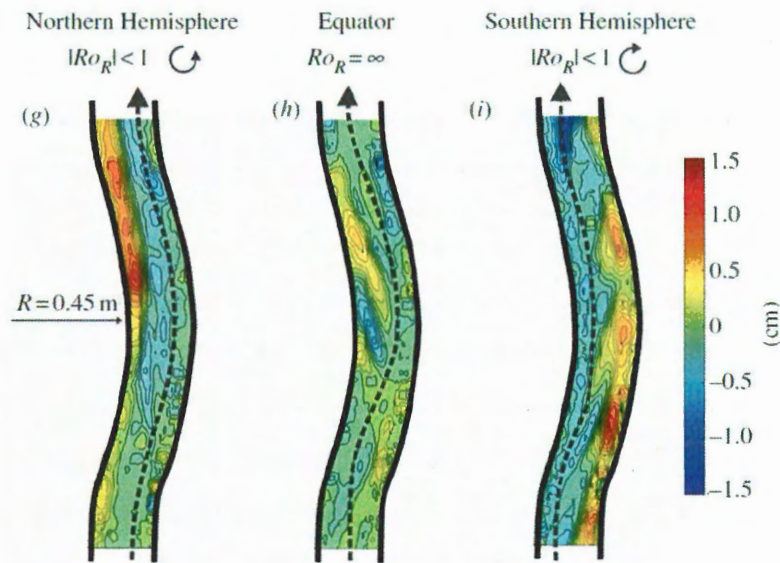 Northern Hemisphere
|Ro_R| < 1
Equator
Ro_R = ∞
Southern Hemisphere
|Ro_R| < 1
(g)
(h)
(i)
R = 0.45 m
1.5
1.0
0.5
0
−0.5
−1.0
−1.5
(cm)